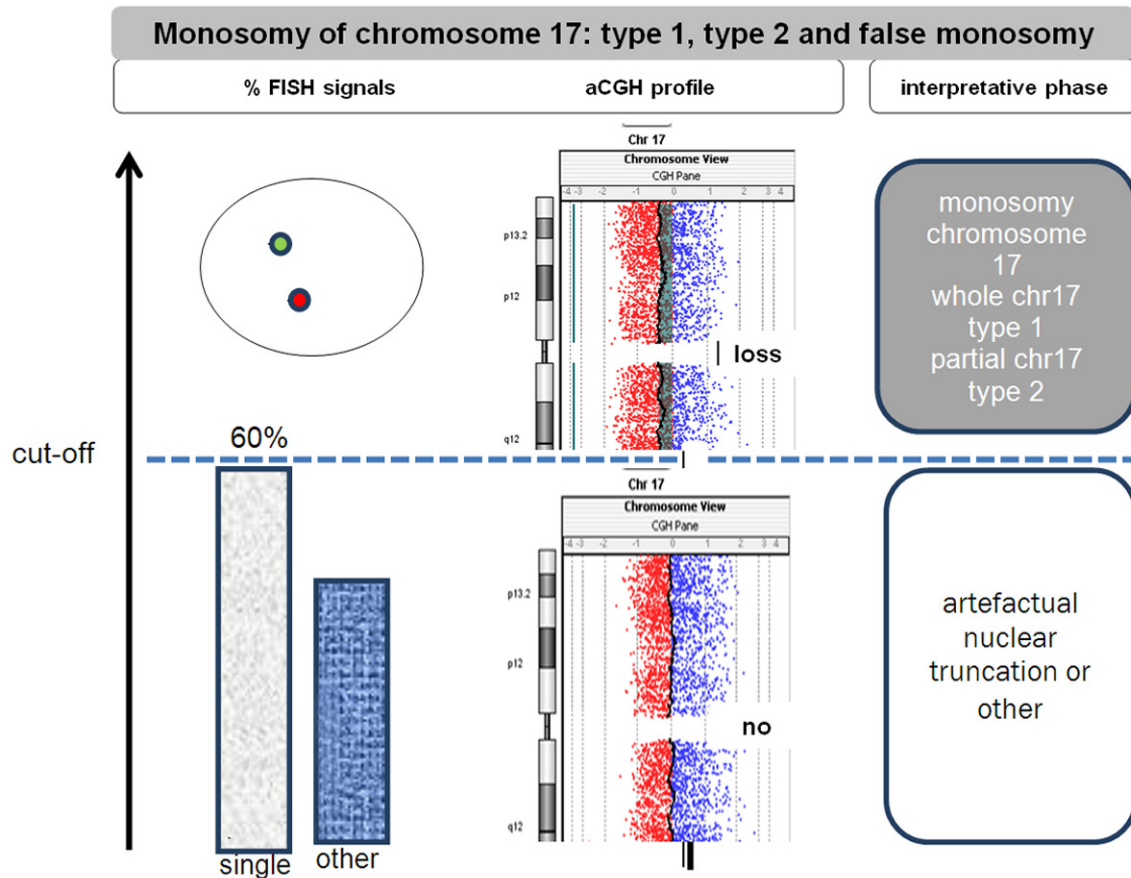 Monosomy of chromosome 17: type 1, type 2 and false monosomy
% FISH signals
aCGH profile
interpretative phase
Chr 17
Chromosome View
CGH Pane
-4 -3 -2 -1 0 1 2 3 4
p13.2
p12
q12
loss
monosomy
chromosome
17
whole chr17
type 1
partial chr17
type 2
60%
cut-off
Chr 17
Chromosome View
CGH Pane
-4 -3 -2 -1 0 1 2 3 4
p13.2
p12
q12
no
artefactual
nuclear
truncation or
other
single
other